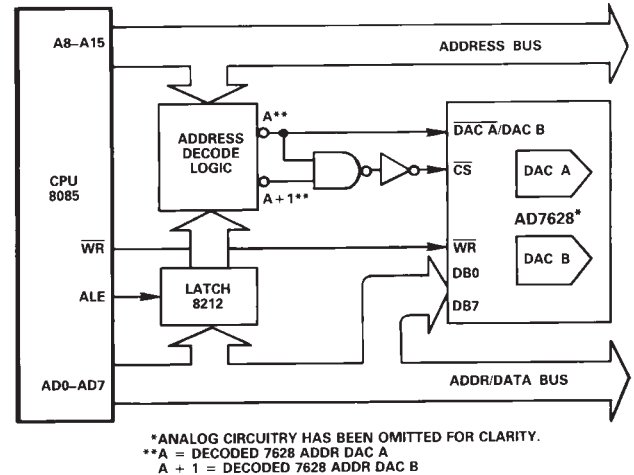 A8–A15
ADDRESS BUS
A**
ADDRESS
DECODE
LOGIC
A + 1**
DAC A/DAC B
CS
DAC A
CPU
8085
AD7628*
WR
WR
DAC B
DB0
DB7
ALE
LATCH
8212
AD0–AD7
ADDR/DATA BUS
*ANALOG CIRCUITRY HAS BEEN OMITTED FOR CLARITY.
**A = DECODED 7628 ADDR DAC A
A + 1 = DECODED 7628 ADDR DAC B